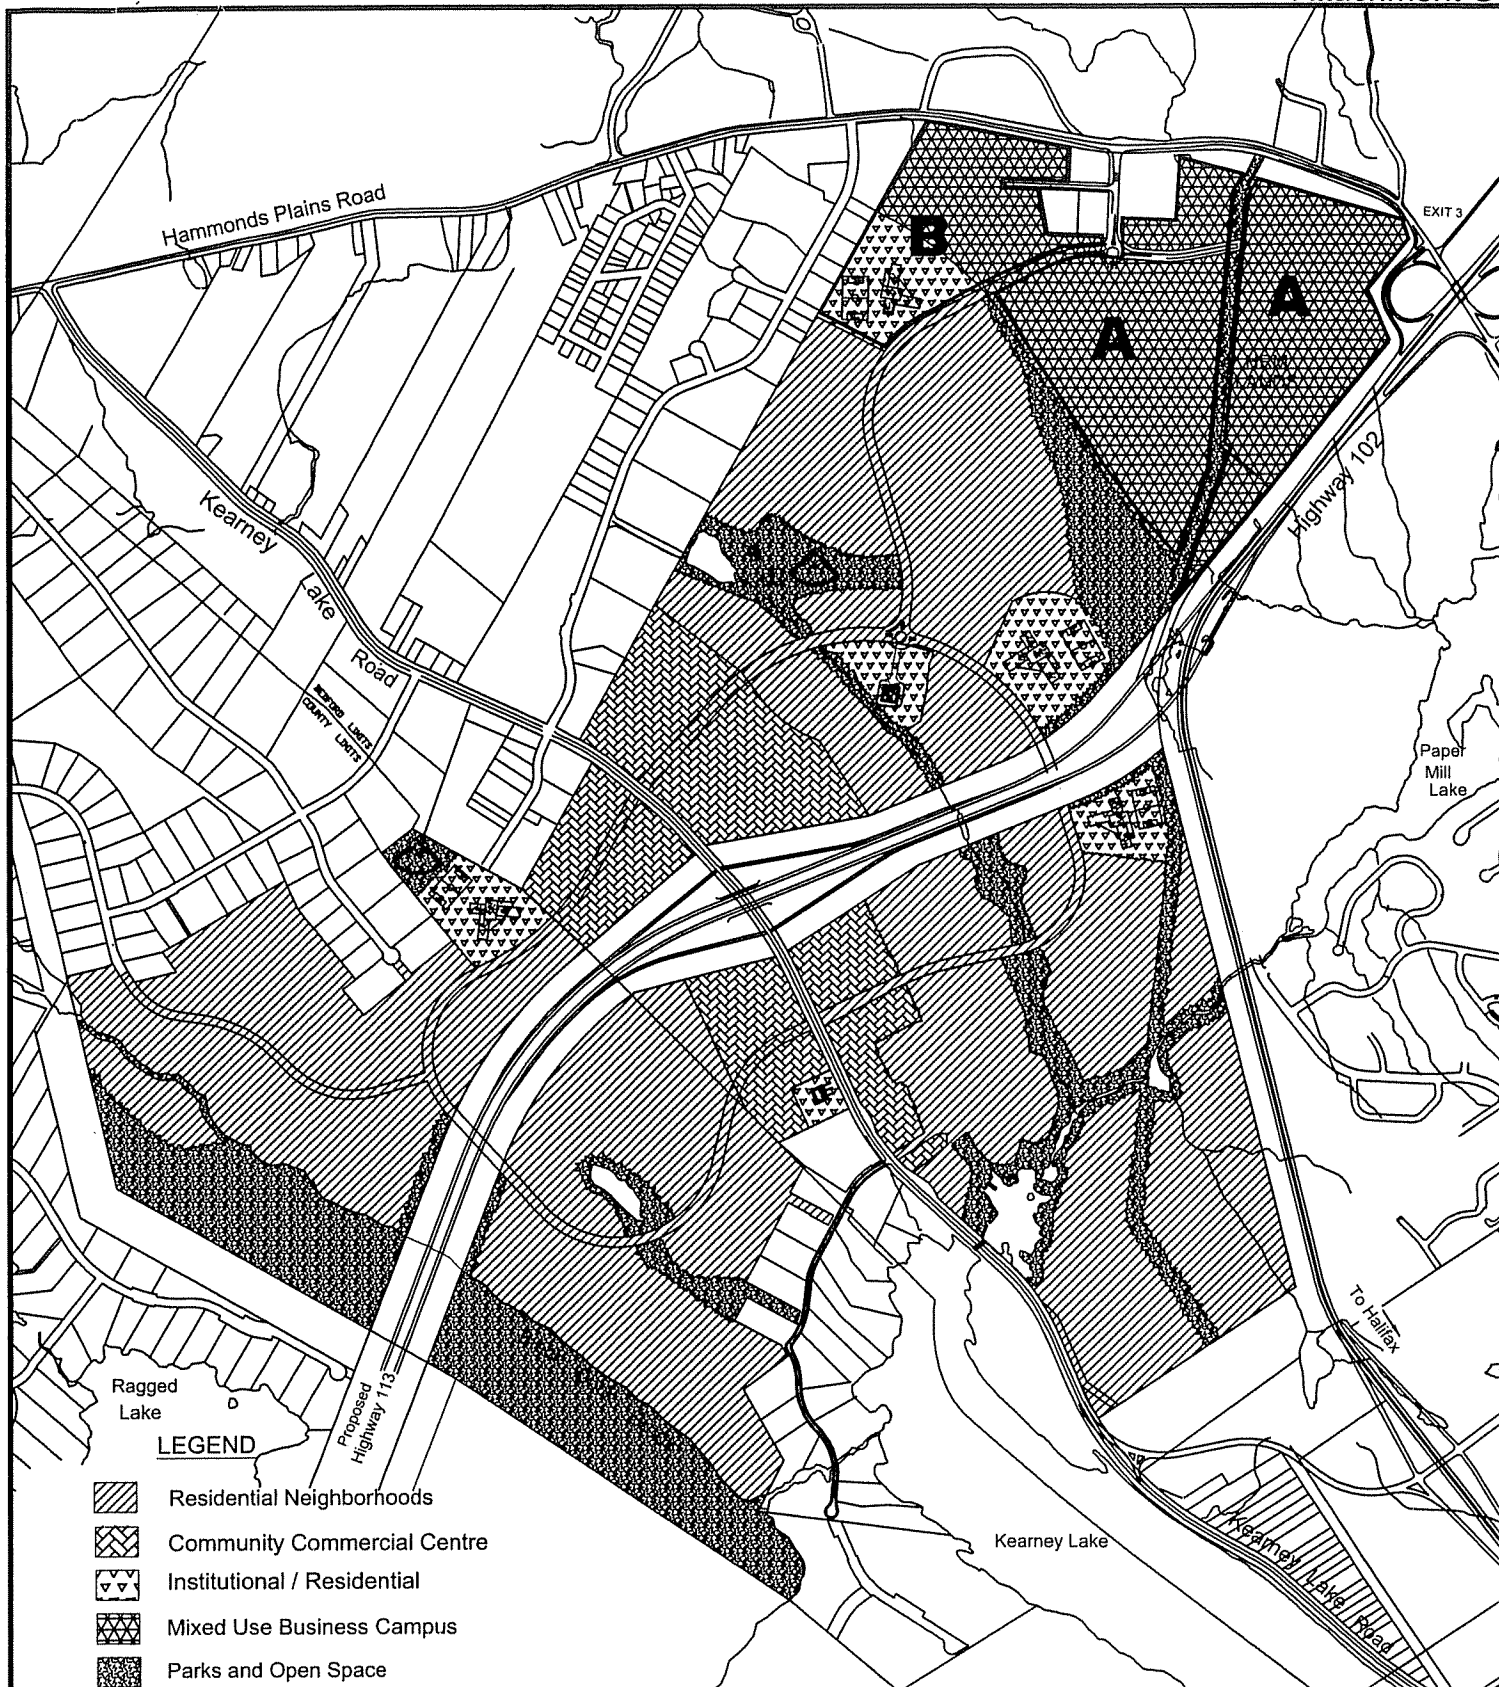 Hammonds Plains Road
EXIT 3
B
A
A
Highway 102
Kearney
Lake
Road
BEDFORD LIMITS
COUNTY LIMITS
Paper
Mill
Lake
To Halifax
Ragged
Lake
Proposed
Highway 113
Kearney Lake
Kearney Lake Road
LEGEND
Residential Neighborhoods
Community Commercial Centre
Institutional / Residential
Mixed Use Business Campus
Parks and Open Space